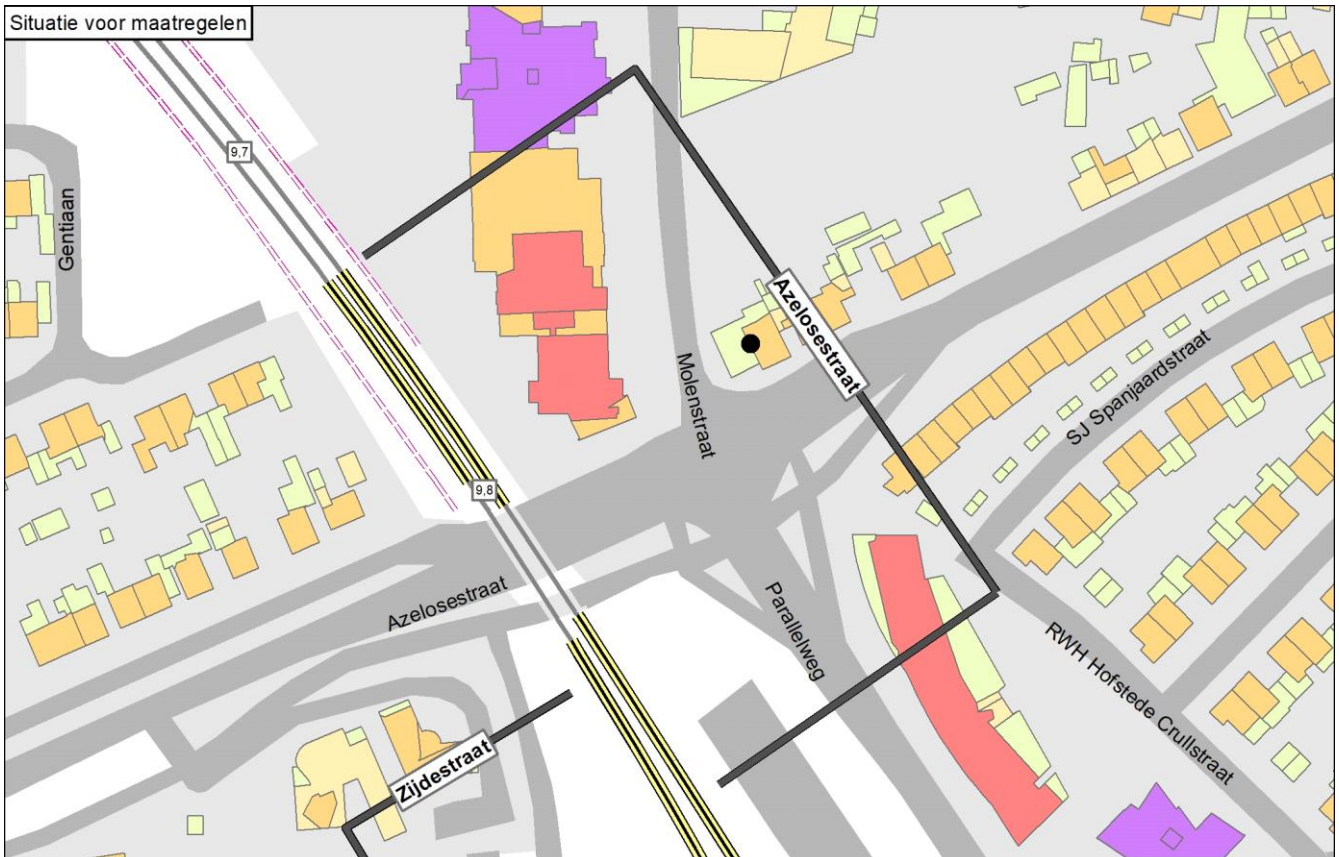 Situatie voor maatregelen
9,7
Gentiaan
Azelosestraat
Molenstraat
SJ Spanjaardstraat
9,8
Azelosestraat
Parallelweg
RWH Hofstede Crullstraat
Zijdestraat